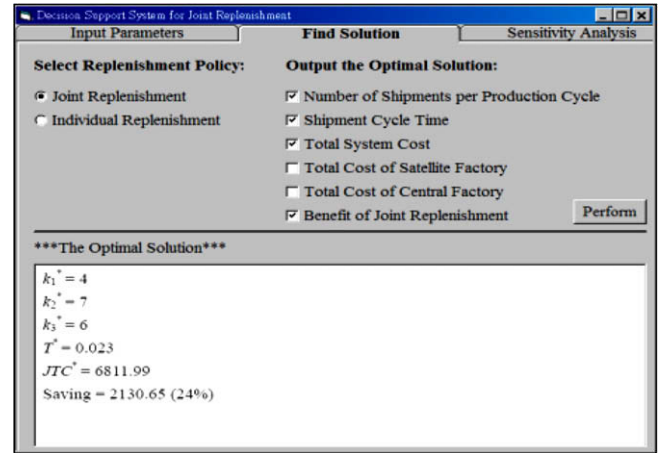 Decision Support System for Joint Replenishment
Input Parameters Find Solution Sensitivity Analysis
Select Replenishment Policy: Output the Optimal Solution:
Joint Replenishment Number of Shipments per Production Cycle
Individual Replenishment Shipment Cycle Time
Total System Cost
Total Cost of Satellite Factory
Total Cost of Central Factory
Benefit of Joint Replenishment Perform
***The Optimal Solution***
k₁* = 4
k₂* = 7
k₃* = 6
T* = 0.023
JTC* = 6811.99
Saving = 2130.65 (24%)